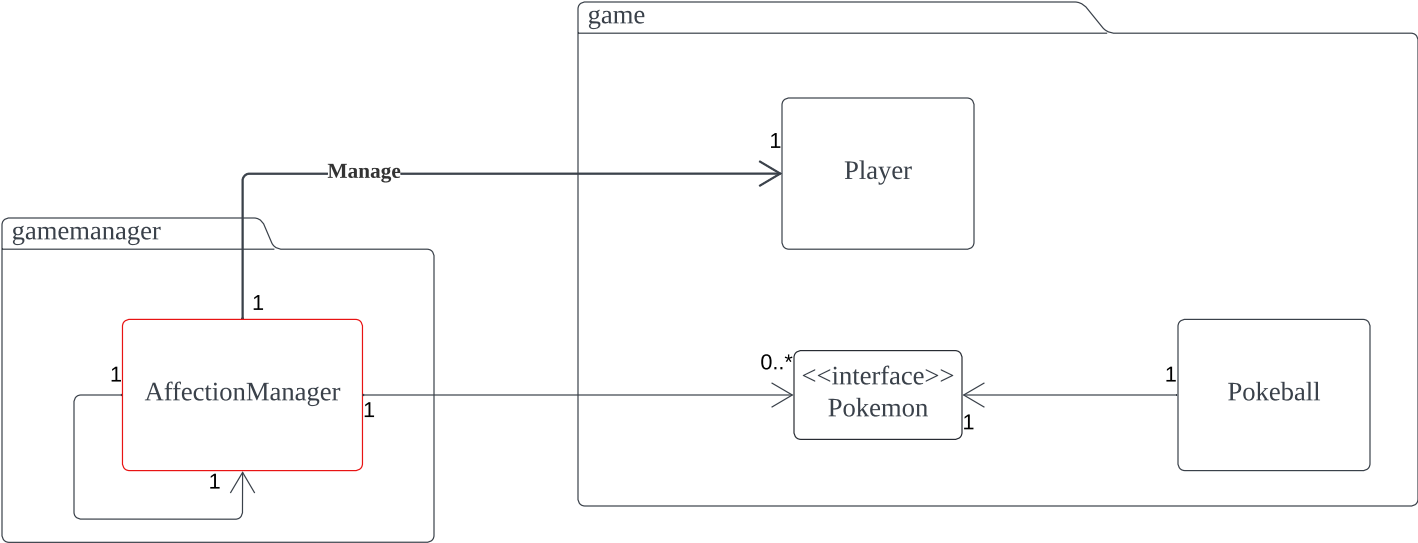 game
1
Player
Manage
gamemanager
1
1
AffectionManager
1
1
0..*
<<interface>>
Pokemon
1
1
Pokeball